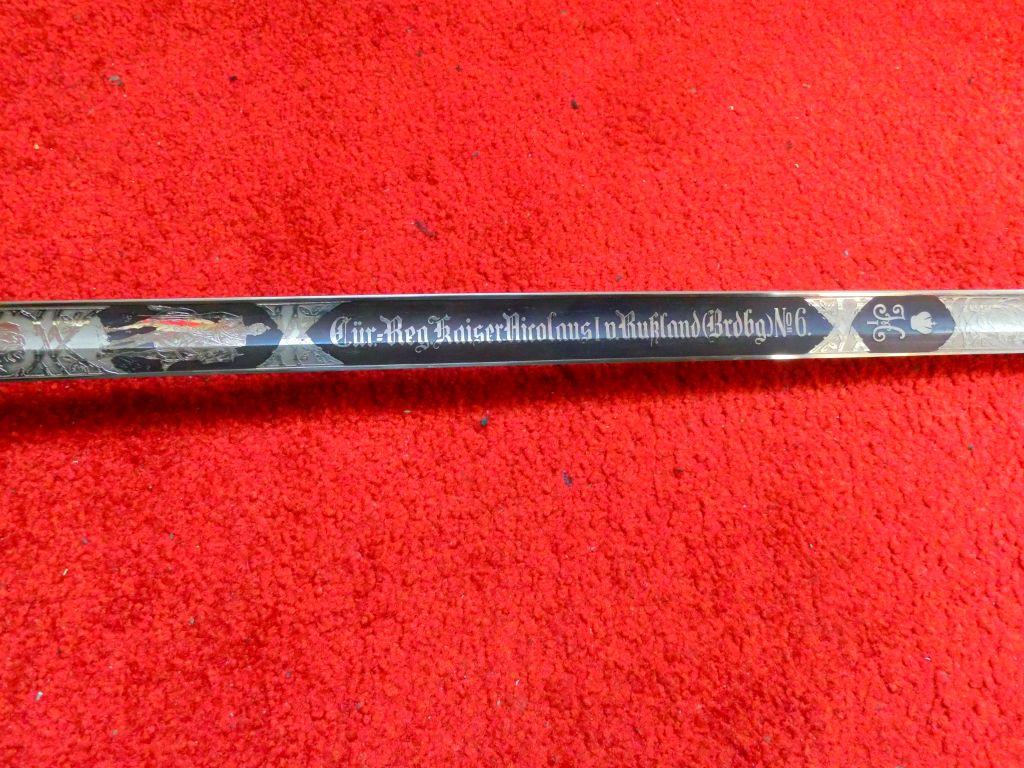 Cür=Reg Kaiser Nicolaus I n Rußland (Brdbg) No 6.